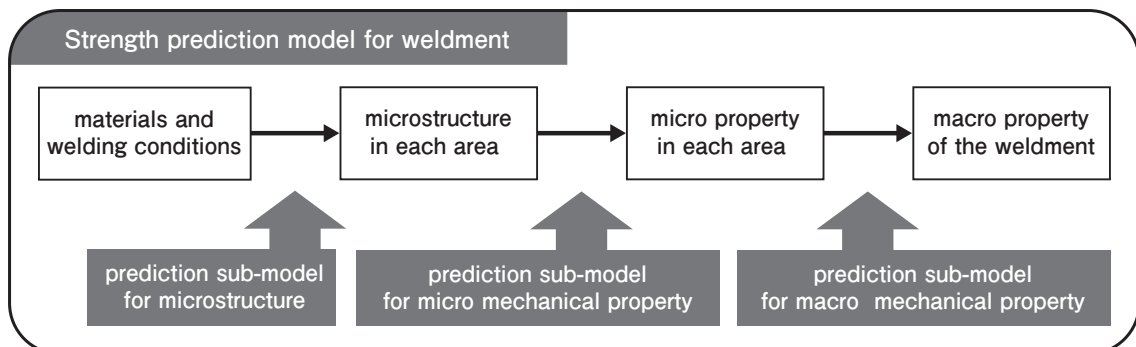 Strength prediction model for weldment
materials and
welding conditions
microstructure
in each area
micro property
in each area
macro property
of the weldment
prediction sub-model
for microstructure
prediction sub-model
for micro mechanical property
prediction sub-model
for macro mechanical property